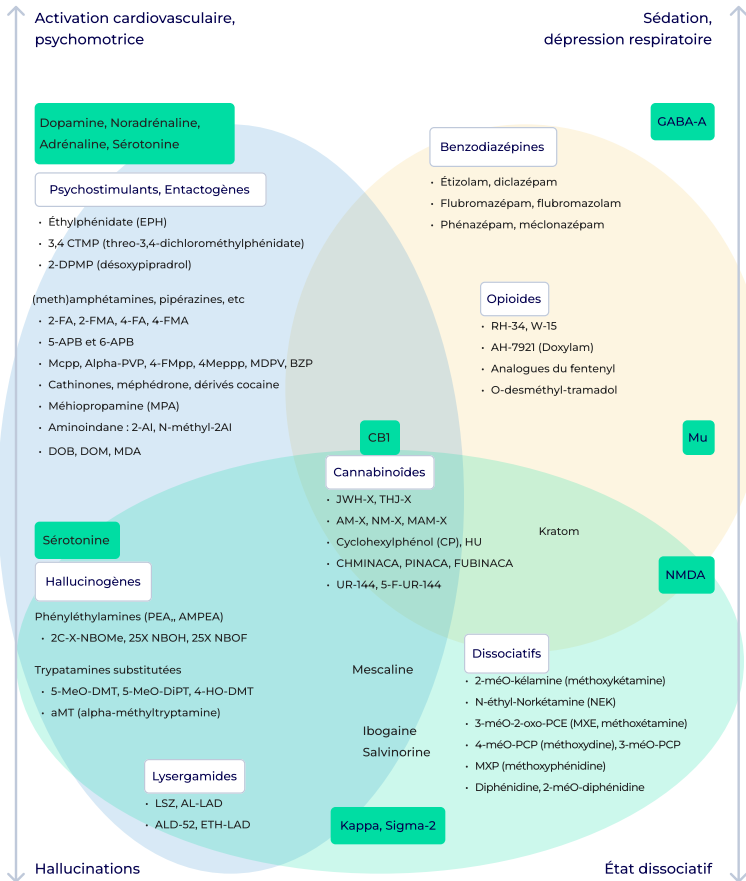 Activation cardiovasculaire,
psychomotrice
Sédation,
dépression respiratoire
Dopamine, Noradrénaline,
Adrénaline, Sérotonine
Psychostimulants, Entactogènes
• Éthylphénidate (EPH)
• 3,4 CTMP (threo-3,4-dichlorométhylphénidate)
• 2-DPMP (désoxypipradrol)
(meth)amphétamines, pipérazines, etc
• 2-FA, 2-FMA, 4-FA, 4-FMA
• 5-APB et 6-APB
• Mcpp, Alpha-PVP, 4-FMpp, 4Meppp, MDPV, BZP
• Cathinones, méphédrone, dérivés cocaine
• Méhiopropamine (MPA)
• Aminoindane : 2-AI, N-méthyl-2AI
• DOB, DOM, MDA
GABA-A
Benzodiazépines
• Étizolam, diclazépam
• Flubromazépam, flubromazolam
• Phénazépam, méclonazépam
Opioides
• RH-34, W-15
• AH-7921 (Doxylam)
• Analogues du fentenyl
• O-desméthyl-tramadol
Mu
CB1
Cannabinoïdes
• JWH-X, THJ-X
• AM-X, NM-X, MAM-X
• Cyclohexylphénol (CP), HU
• CHMINACA, PINACA, FUBINACA
• UR-144, 5-F-UR-144
Kratom
NMDA
Sérotonine
Hallucinogènes
Phényléthylamines (PEA,, AMPEA)
• 2C-X-NBOMe, 25X NBOH, 25X NBOF
Trypatamines substitutées
• 5-MeO-DMT, 5-MeO-DiPT, 4-HO-DMT
• aMT (alpha-méthyltryptamine)
Lysergamides
• LSZ, AL-LAD
• ALD-52, ETH-LAD
Mescaline
Ibogaine
Salvinorine
Dissociatifs
• 2-méO-kélamine (méthoxykétamine)
• N-éthyl-Norkétamine (NEK)
• 3-méO-2-oxo-PCE (MXE, méthoxétamine)
• 4-méO-PCP (méthoxydine), 3-méO-PCP
• MXP (méthoxyphénidine)
• Diphénidine, 2-méO-diphénidine
Kappa, Sigma-2
Hallucinations
État dissociatif